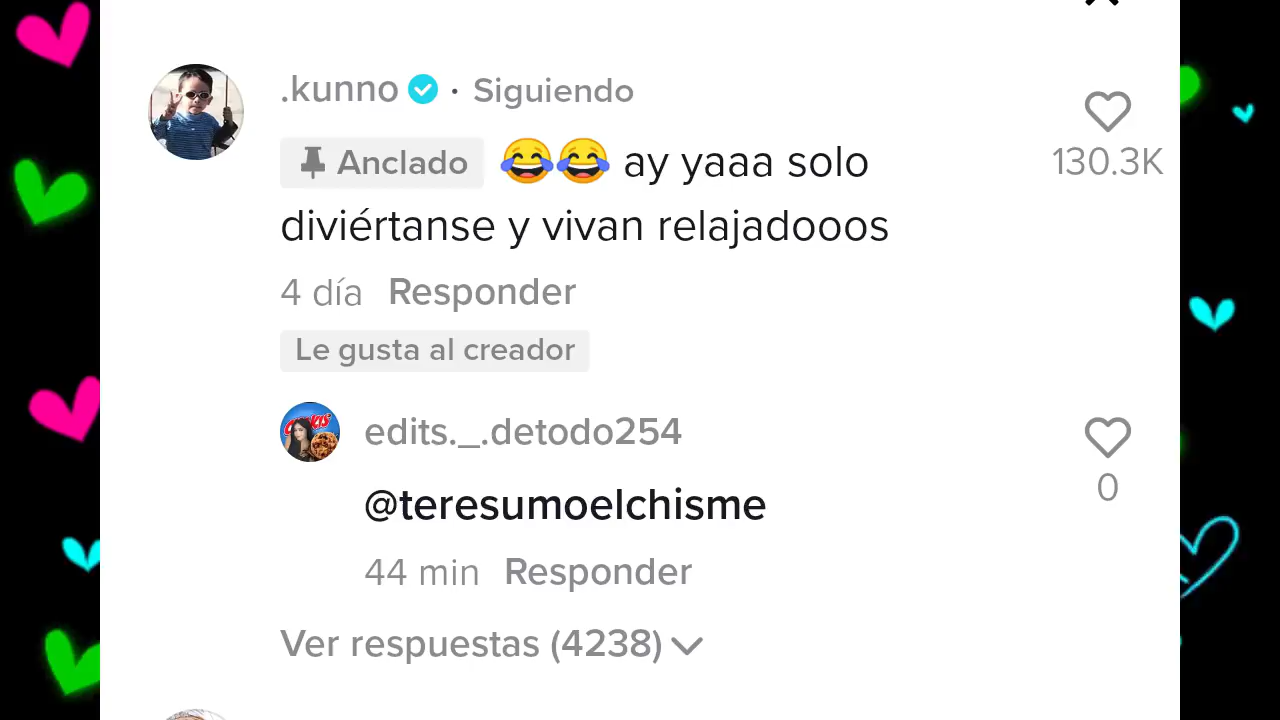 .kunno · Siguiendo
Anclado 😂😂 ay yaaa solo
130.3K
diviértanse y vivan relajadooos
4 día Responder
Le gusta al creador
edits._.detodo254
@teresumoelchisme
0
44 min Responder
Ver respuestas (4238)